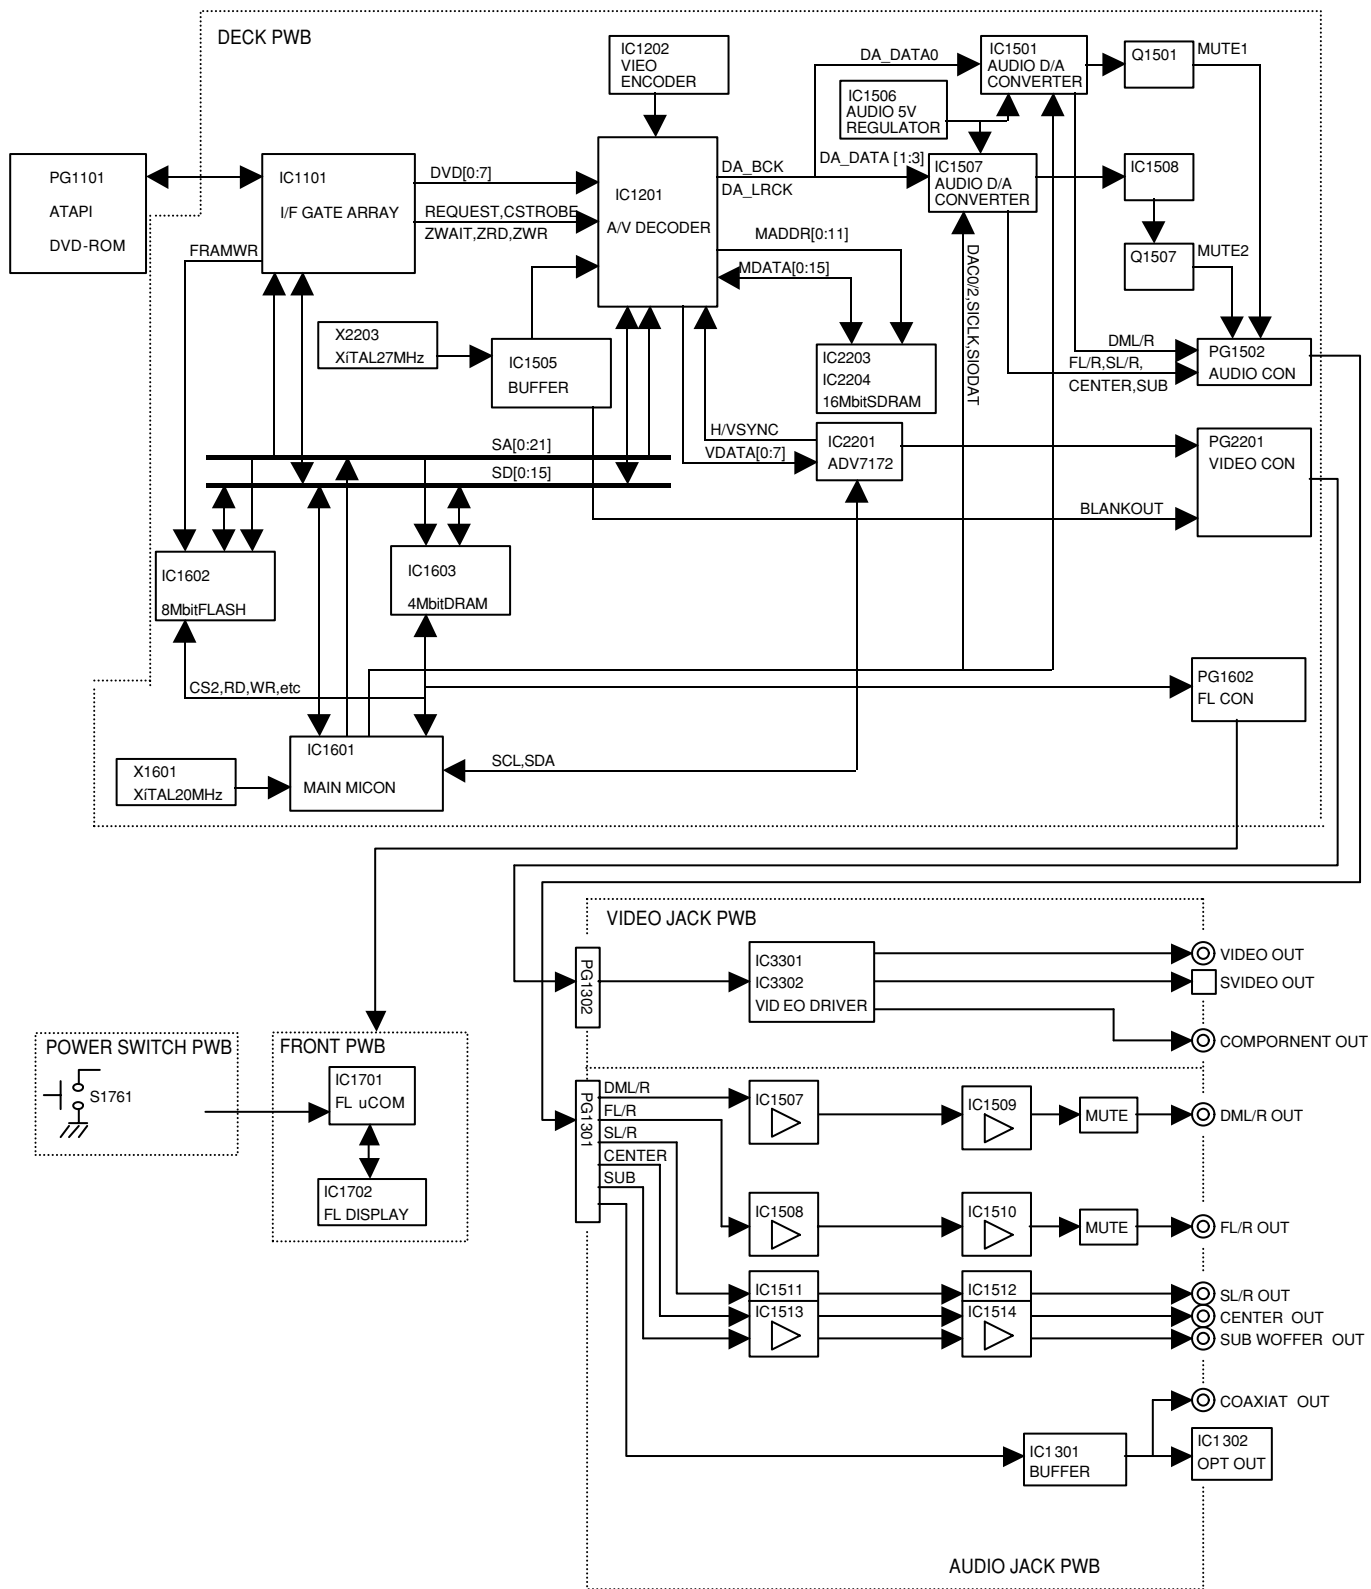 DECK PWB
IC1202
VIEO
ENCODER
DA_DATA0
IC1501
AUDIO D/A
CONVERTER
Q1501
MUTE1
IC1506
AUDIO 5V
REGULATOR
PG1101
ATAPI
DVD-ROM
IC1101
I/F GATE ARRAY
DVD[0:7]
REQUEST,CSTROBE
ZWAIT,ZRD,ZWR
FRAMWR
IC1201
A/V DECODER
DA_BCK
DA_LRCK
DA_DATA [1:3]
IC1507
AUDIO D/A
CONVERTER
IC1508
Q1507
MUTE2
MADDR[0:11]
MDATA[0:15]
DAC0/2,SICLK,SIODAT
X2203
XíTAL27MHz
IC1505
BUFFER
IC2203
IC2204
16MbitSDRAM
DML/R
FL/R,SL/R,
CENTER,SUB
PG1502
AUDIO CON
SA[0:21]
SD[0:15]
H/VSYNC
VDATA[0:7]
IC2201
ADV7172
PG2201
VIDEO CON
BLANKOUT
IC1602
8MbitFLASH
IC1603
4MbitDRAM
CS2,RD,WR,etc
PG1602
FL CON
X1601
XíTAL20MHz
IC1601
MAIN MICON
SCL,SDA
VIDEO JACK PWB
PG1302
IC3301
IC3302
VID EO DRIVER
VIDEO OUT
SVIDEO OUT
COMPORNENT OUT
POWER SWITCH PWB
S1761
FRONT PWB
IC1701
FL uCOM
IC1702
FL DISPLAY
PG1301
DML/R
FL/R
SL/R
CENTER
SUB
IC1507
IC1509
MUTE
DML/R OUT
IC1508
IC1510
MUTE
FL/R OUT
IC1511
IC1512
SL/R OUT
IC1513
IC1514
CENTER OUT
SUB WOFFER OUT
COAXIAT OUT
IC1301
BUFFER
IC1302
OPT OUT
AUDIO JACK PWB